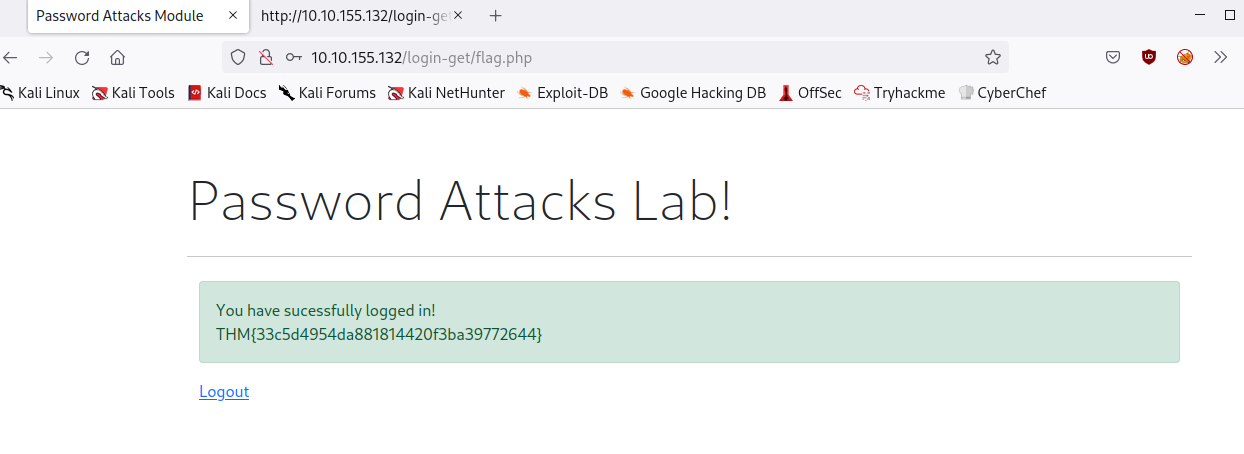 Password Attacks Module
http://10.10.155.132/login-ge
10.10.155.132/login-get/flag.php
Kali Linux Kali Tools Kali Docs Kali Forums Kali NetHunter Exploit-DB Google Hacking DB OffSec Tryhackme CyberChef
Password Attacks Lab!
You have sucessfully logged in!
THM{33c5d4954da881814420f3ba39772644}
Logout